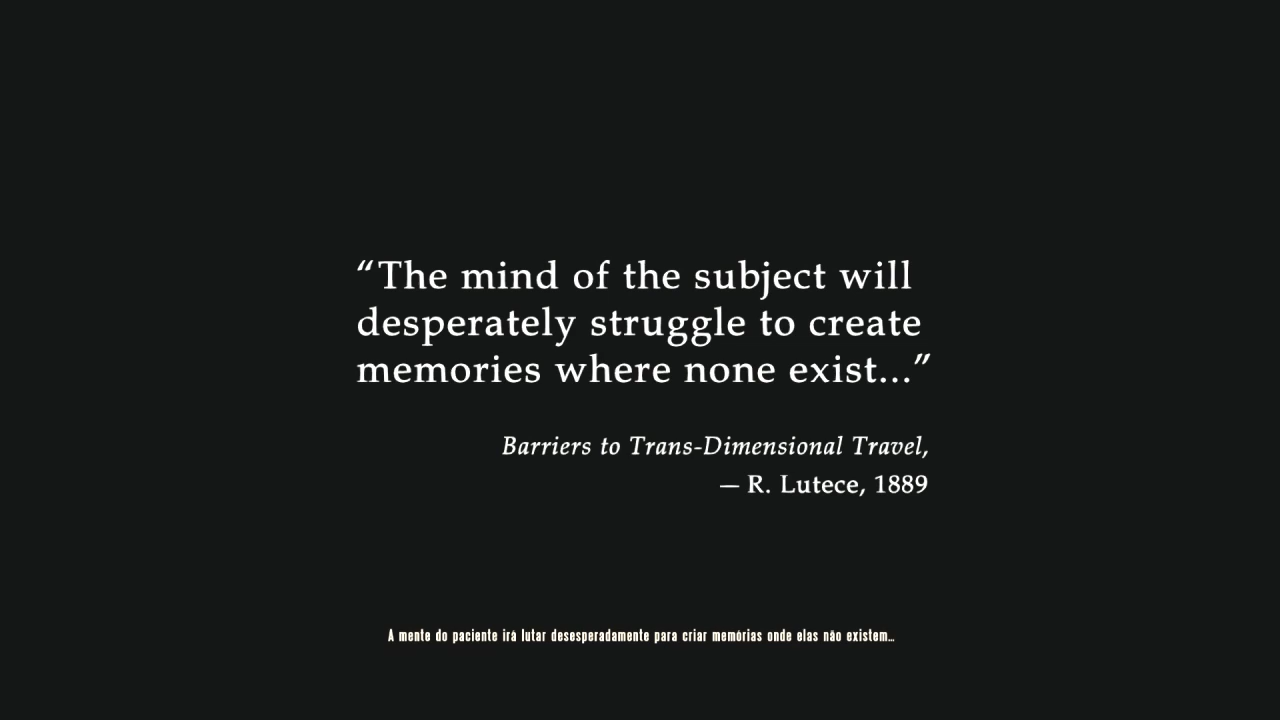 “The mind of the subject will
desperately struggle to create
memories where none exist...”
Barriers to Trans-Dimensional Travel,
— R. Lutece, 1889
A mente do paciente irá lutar desesperadamente para criar memórias onde elas não existem...